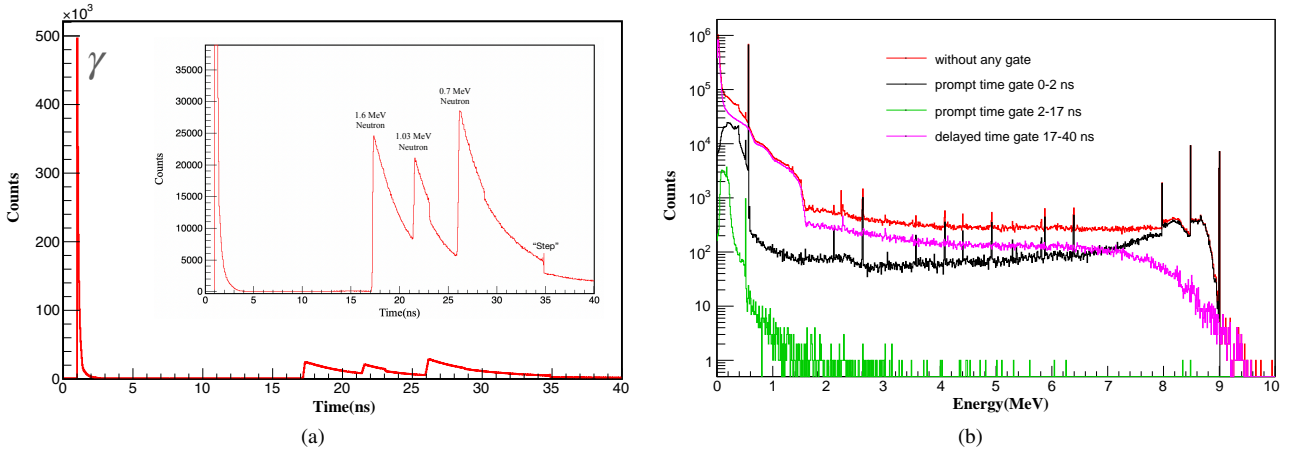 ×10³
500
400
300
200
100
0
0 5 10 15 20 25 30 35 40
Counts
Time(ns)
γ
35000
30000
25000
20000
15000
10000
5000
0
0 5 10 15 20 25 30 35 40
Counts
Time(ns)
1.6 MeV
Neutron
1.03 MeV
Neutron
0.7 MeV
Neutron
“Step”
(a)
10⁶
10⁵
10⁴
10³
10²
10
1
0 1 2 3 4 5 6 7 8 9 10
Counts
Energy(MeV)
without any gate
prompt time gate 0-2 ns
prompt time gate 2-17 ns
delayed time gate 17-40 ns
(b)